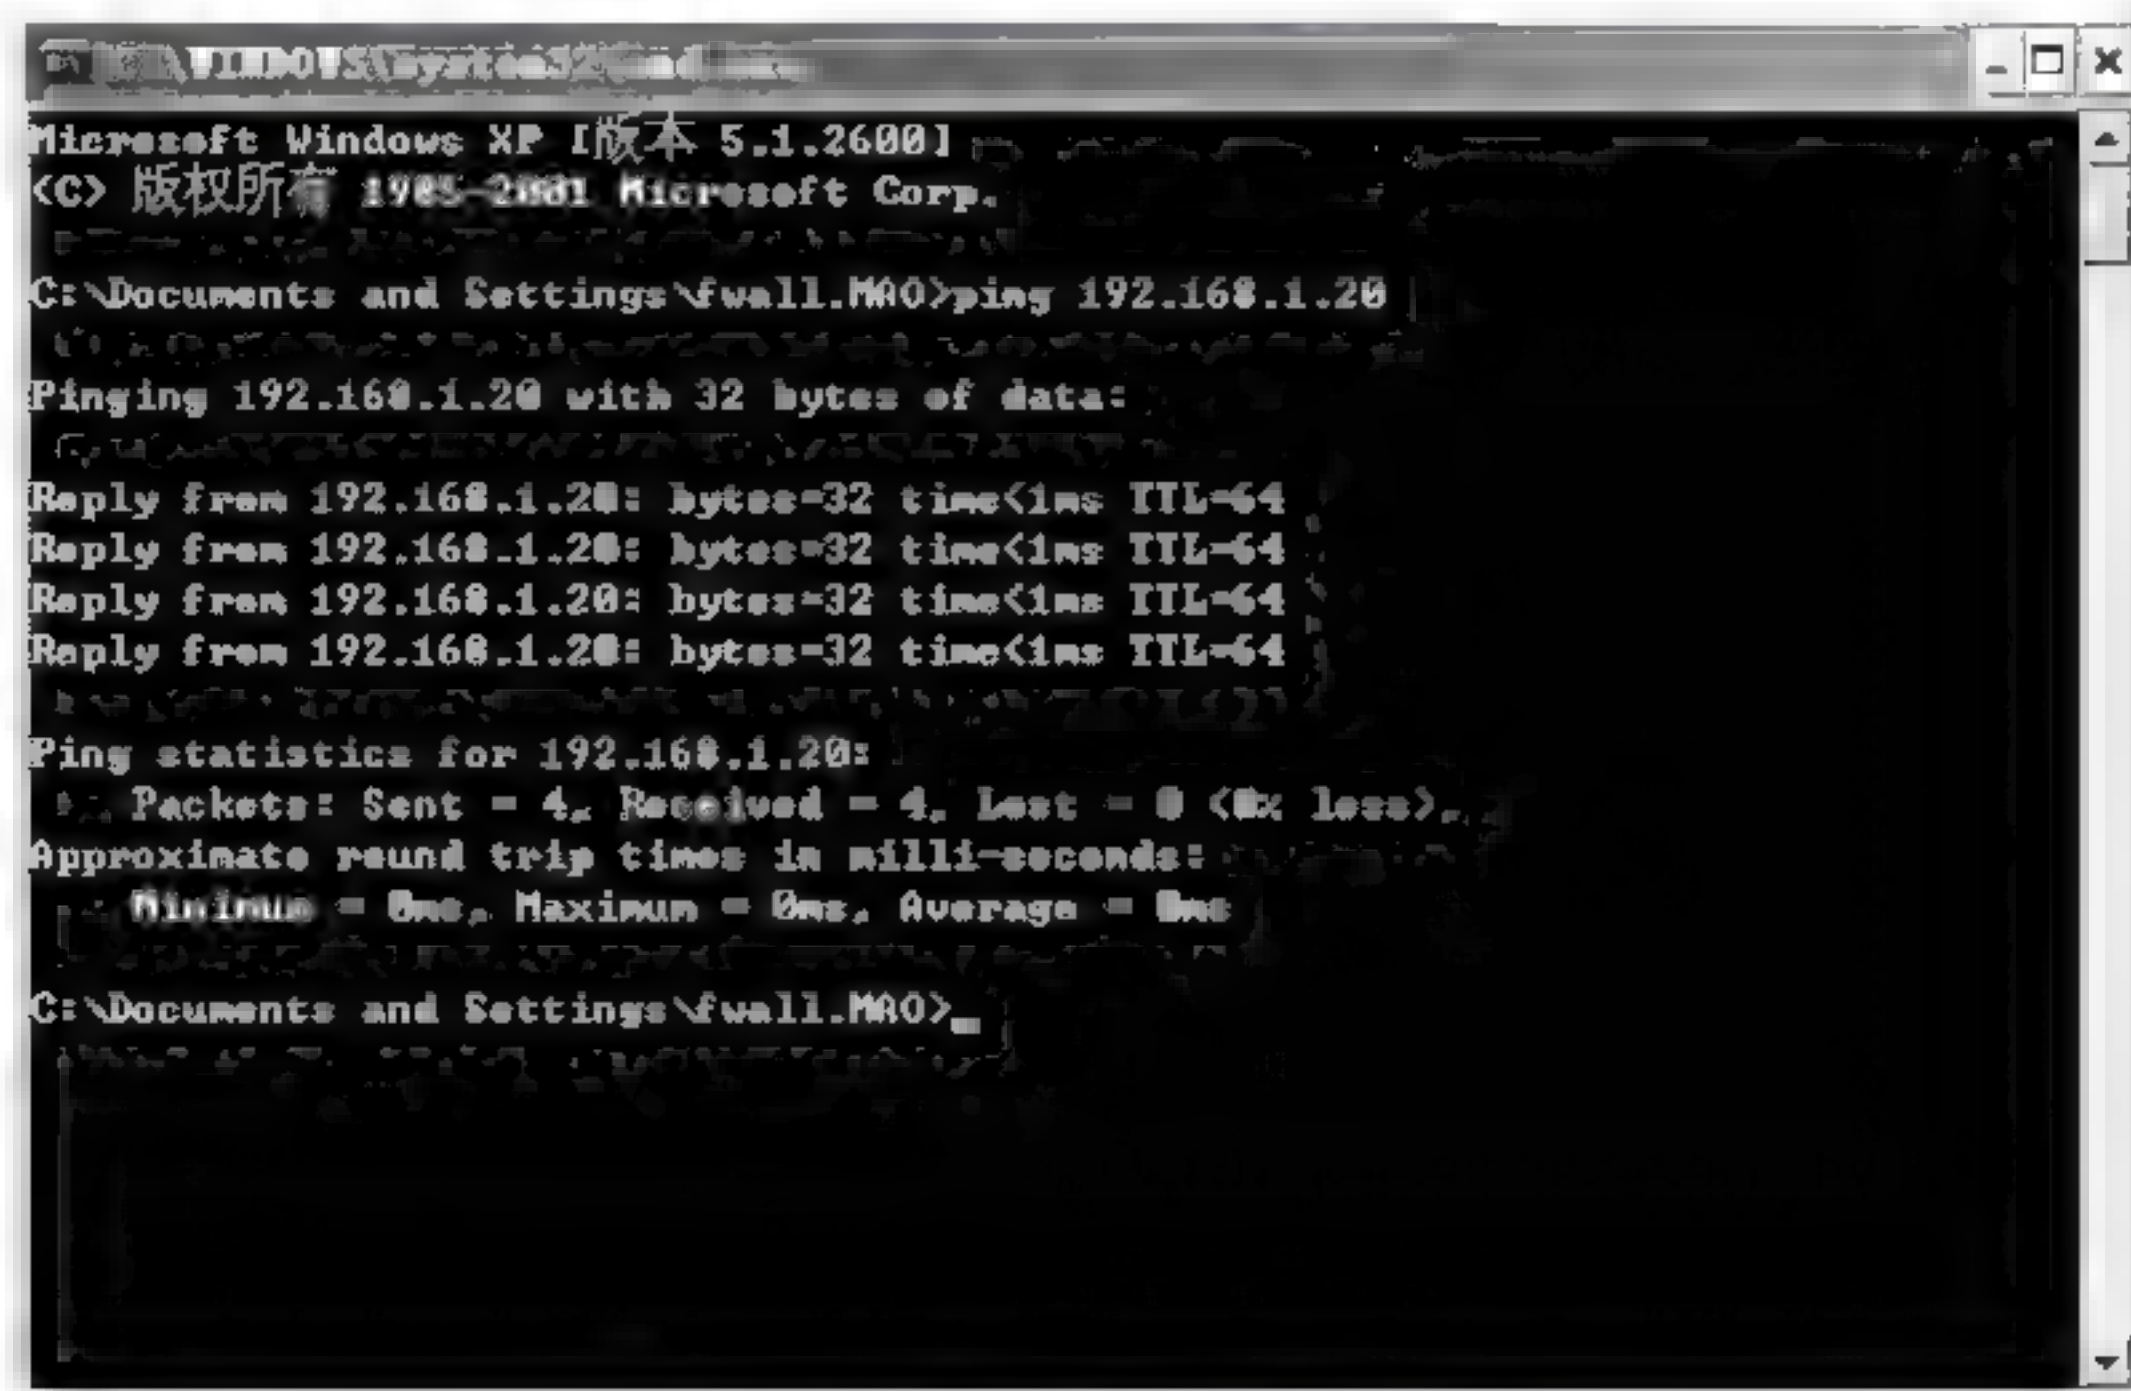 \WINDOWS\system32\cmd.exe
Microsoft Windows XP [版本 5.1.2600]
(C) 版权所有 1985-2001 Microsoft Corp.
C:\Documents and Settings\fwall.MAO>ping 192.168.1.20
Pinging 192.168.1.20 with 32 bytes of data:
Reply from 192.168.1.20: bytes=32 time<1ms TTL=64
Reply from 192.168.1.20: bytes=32 time<1ms TTL=64
Reply from 192.168.1.20: bytes=32 time<1ms TTL=64
Reply from 192.168.1.20: bytes=32 time<1ms TTL=64
Ping statistics for 192.168.1.20:
Packets: Sent = 4, Received = 4, Lost = 0 (0% loss),
Approximate round trip times in milli-seconds:
Minimum = 0ms, Maximum = 0ms, Average = 0ms
C:\Documents and Settings\fwall.MAO>_